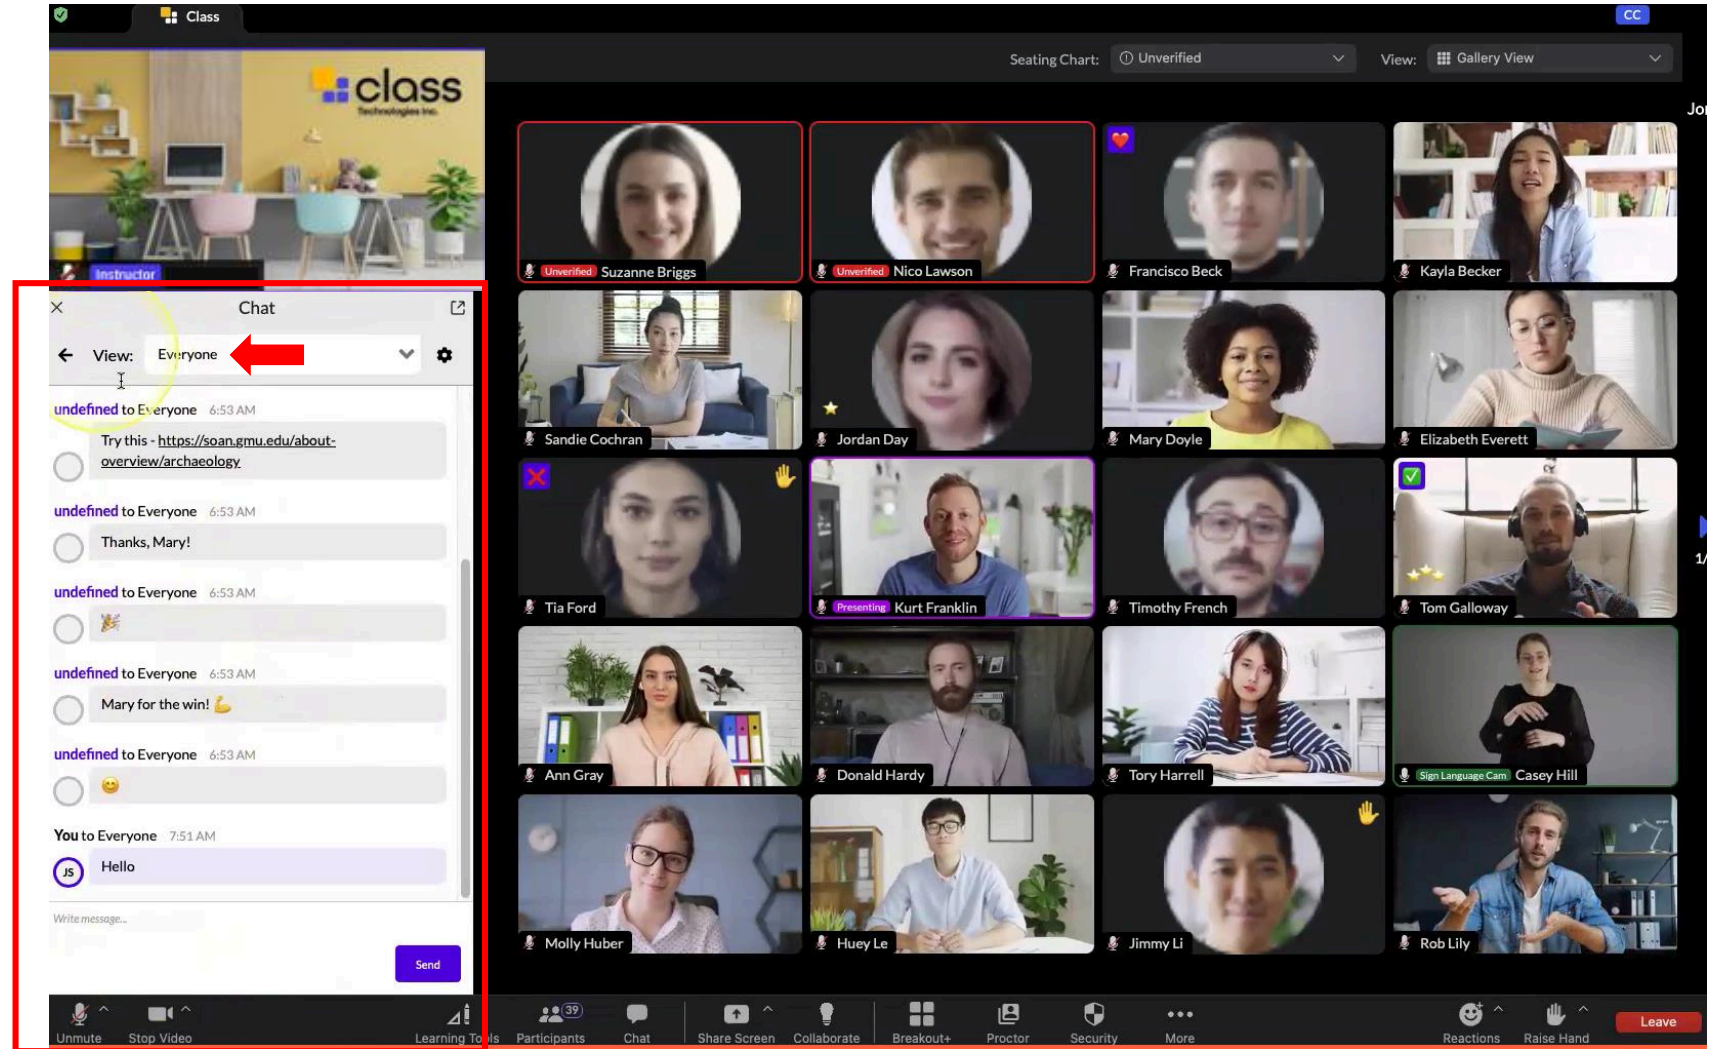 Class
CC
Seating Chart:
Unverified
View:
Gallery View
class
Technologies Inc.
Instructor
Unverified Suzanne Briggs
Unverified Nico Lawson
Francisco Beck
Kayla Becker
Sandie Cochran
Jordan Day
Mary Doyle
Elizabeth Everett
Tia Ford
Presenting Kurt Franklin
Timothy French
Tom Galloway
Ann Gray
Donald Hardy
Tory Harrell
Sign Language Cam Casey Hill
Molly Huber
Huey Le
Jimmy Li
Rob Lily
Chat
View:
Everyone
undefined to Everyone 6:53 AM
Try this - https://soan.gmu.edu/about-
overview/archaeology
undefined to Everyone 6:53 AM
Thanks, Mary!
undefined to Everyone 6:53 AM
undefined to Everyone 6:53 AM
Mary for the win!
undefined to Everyone 6:53 AM
You to Everyone 7:51 AM
JS
Hello
Write message...
Send
Unmute
Stop Video
Learning Tools
39
Participants
Chat
Share Screen
Collaborate
Breakout+
Proctor
Security
More
Reactions
Raise Hand
Leave